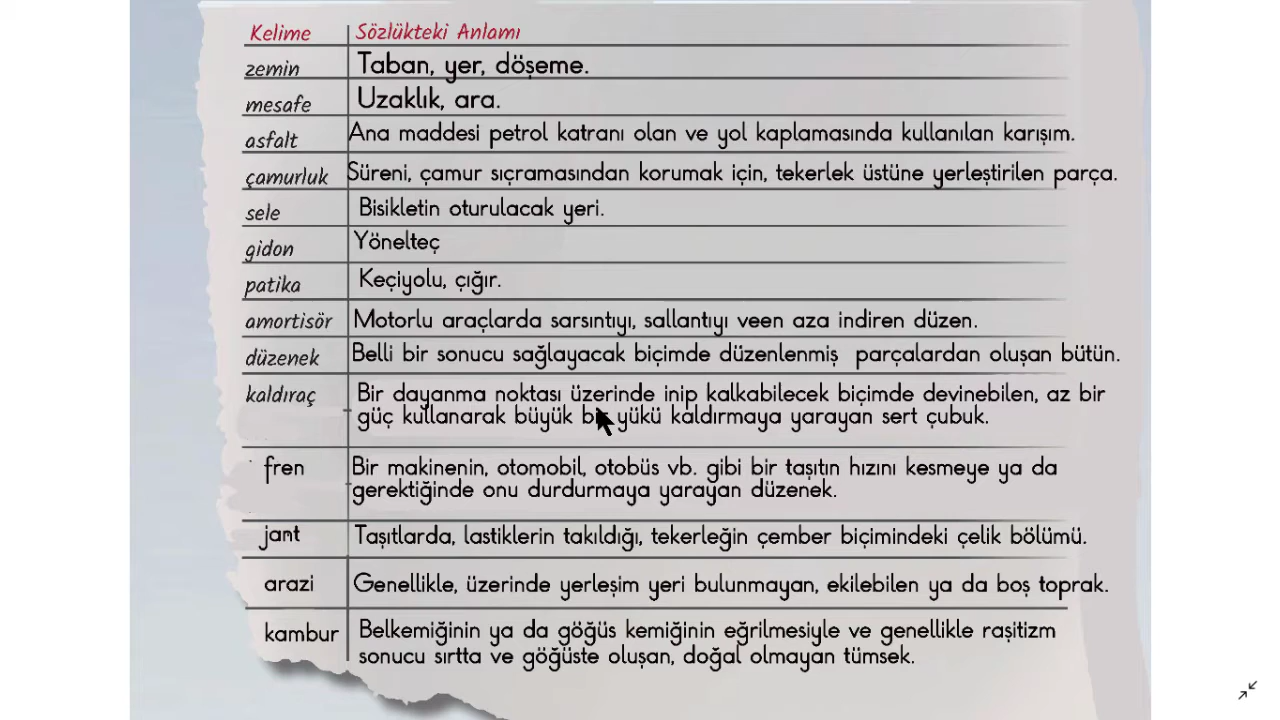 Kelime Sözlükteki Anlamı
zemin Taban, yer, döşeme.
mesafe Uzaklık, ara.
asfalt Ana maddesi petrol katranı olan ve yol kaplamasında kullanılan karışım.
çamurluk Süreni, çamur sıçramasından korumak için, tekerlek üstüne yerleştirilen parça.
sele Bisikletin oturulacak yeri.
gidon Yönelteç
patika Keçiyolu, çığır.
amortisör Motorlu araçlarda sarsıntıyı, sallantıyı veen aza indiren düzen.
düzenek Belli bir sonucu sağlayacak biçimde düzenlenmiş parçalardan oluşan bütün.
kaldıraç Bir dayanma noktası üzerinde inip kalkabilecek biçimde devinebilen, az bir
güç kullanarak büyük bir yükü kaldırmaya yarayan sert çubuk.
fren Bir makinenin, otomobil, otobüs vb. gibi bir taşıtın hızını kesmeye ya da
gerektiğinde onu durdurmaya yarayan düzenek.
jant Taşıtlarda, lastiklerin takıldığı, tekerleğin çember biçimindeki çelik bölümü.
arazi Genellikle, üzerinde yerleşim yeri bulunmayan, ekilebilen ya da boş toprak.
kambur Belkemiğinin ya da göğüs kemiğinin eğrilmesiyle ve genellikle raşitizm
sonucu sırtta ve göğüste oluşan, doğal olmayan tümsek.